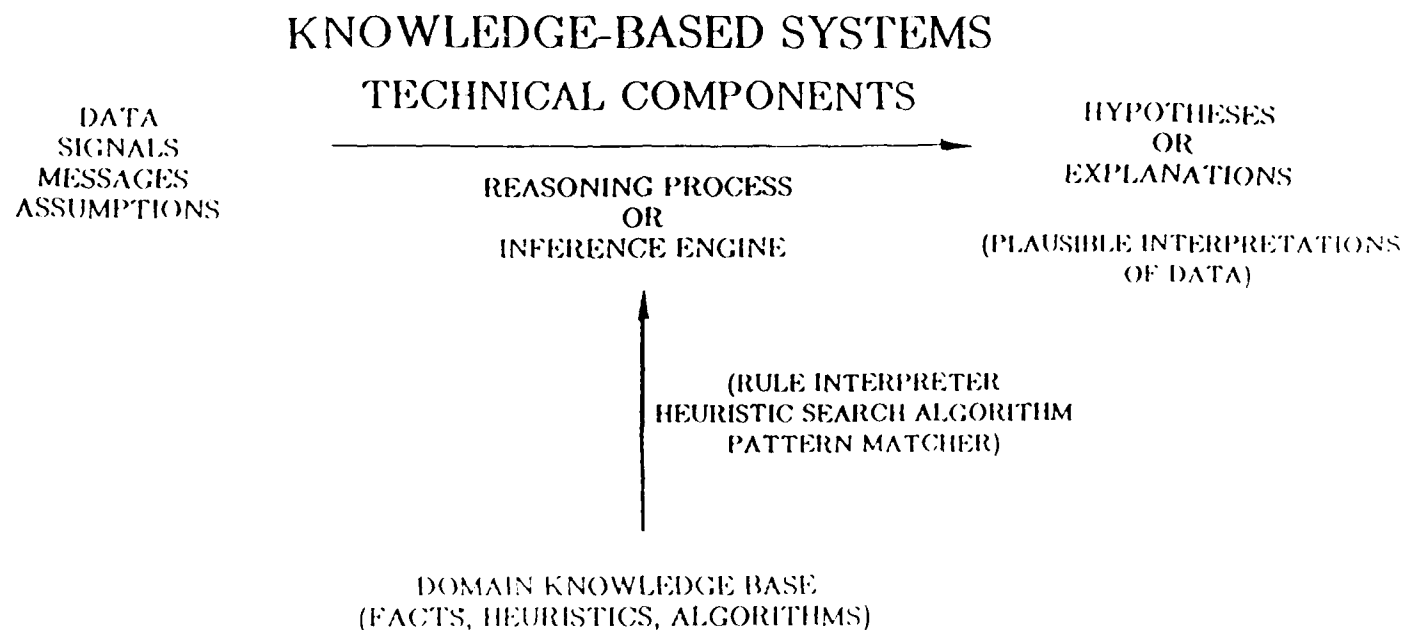 KNOWLEDGE-BASED SYSTEMS
TECHNICAL COMPONENTS
DATA
SIGNALS
MESSAGES
ASSUMPTIONS
REASONING PROCESS
OR
INFERENCE ENGINE
HYPOTHESES
OR
EXPLANATIONS
(PLAUSIBLE INTERPRETATIONS
OF DATA)
(RULE INTERPRETER
HEURISTIC SEARCH ALGORITHM
PATTERN MATCHER)
DOMAIN KNOWLEDGE BASE
(FACTS, HEURISTICS, ALGORITHMS)